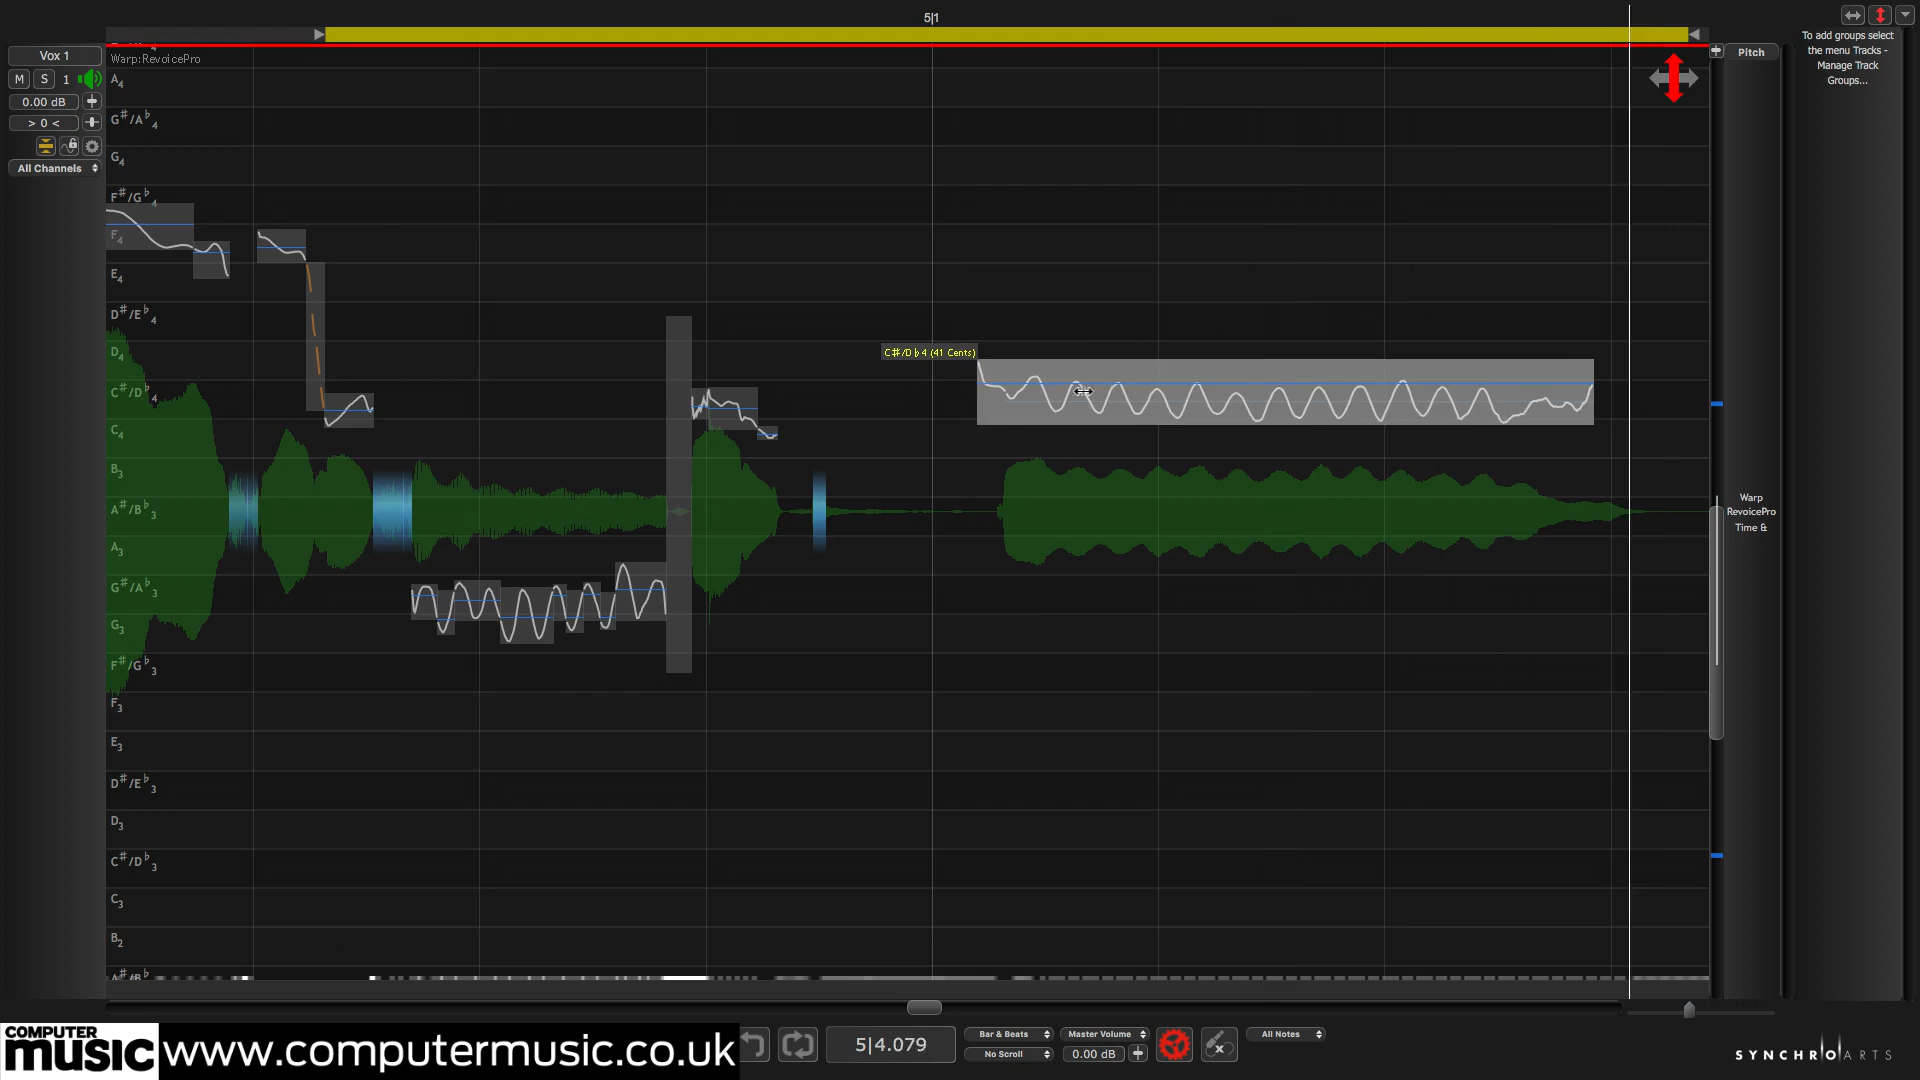 5|1
Vox 1
M S 1
0.00 dB
> 0 <
All Channels
Warp:RevoicePro
A4
G#/A♭4
G4
F#/G♭4
F4
E4
D#/E♭4
D4
C#/D♭4
C4
B3
A#/B♭3
A3
G#/A♭3
G3
F#/G♭3
F3
E3
D#/E♭3
D3
C#/D♭3
C3
B2
A#/B♭
C#/D♭4 (41 Cents)
Pitch
Warp
RevoicePro
Time &
To add groups select
the menu Tracks -
Manage Track
Groups...
COMPUTER
music
www.computermusic.co.uk
5|4.079
Bar & Beats
No Scroll
Master Volume
0.00 dB
All Notes
SYNCHROARTS